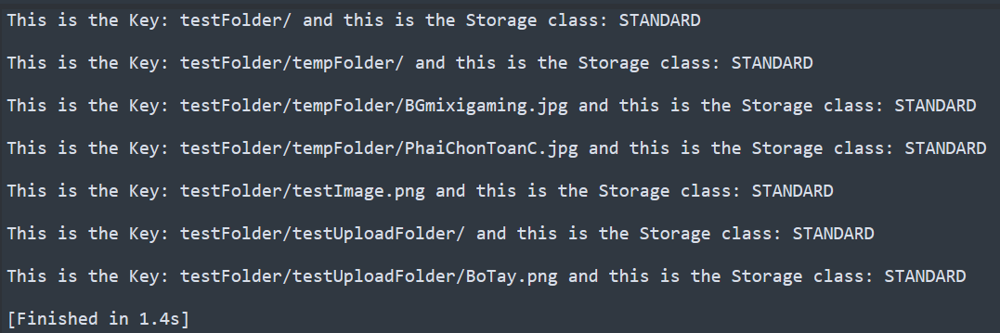 This is the Key: testFolder/ and this is the Storage class: STANDARD
This is the Key: testFolder/tempFolder/ and this is the Storage class: STANDARD
This is the Key: testFolder/tempFolder/BGmixigaming.jpg and this is the Storage class: STANDARD
This is the Key: testFolder/tempFolder/PhaiChonToanC.jpg and this is the Storage class: STANDARD
This is the Key: testFolder/testImage.png and this is the Storage class: STANDARD
This is the Key: testFolder/testUploadFolder/ and this is the Storage class: STANDARD
This is the Key: testFolder/testUploadFolder/BoTay.png and this is the Storage class: STANDARD
[Finished in 1.4s]